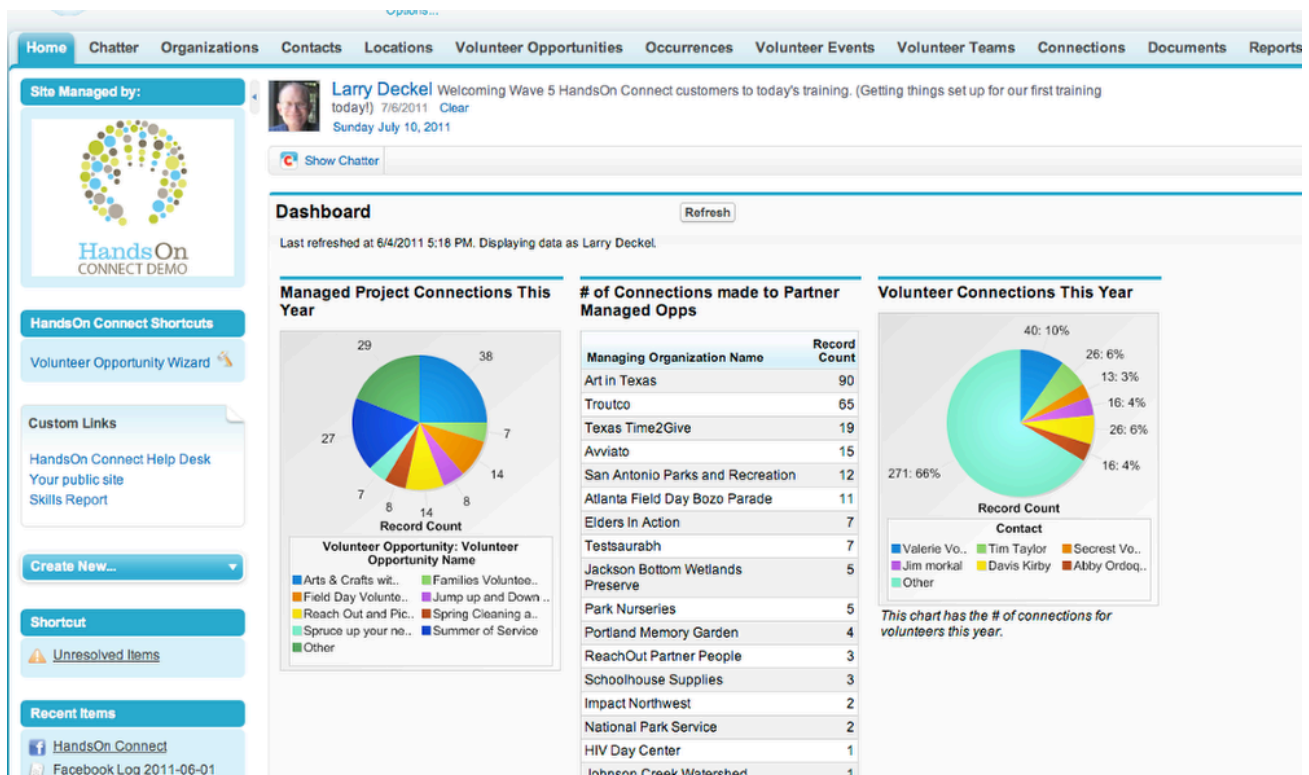 Options...
Home Chatter Organizations Contacts Locations Volunteer Opportunities Occurrences Volunteer Events Volunteer Teams Connections Documents Reports
Site Managed by:
HandsOn
CONNECT DEMO
HandsOn Connect Shortcuts
Volunteer Opportunity Wizard
Custom Links
HandsOn Connect Help Desk
Your public site
Skills Report
Create New...
Shortcut
Unresolved Items
Recent Items
HandsOn Connect
Facebook Log 2011-06-01
Larry Deckel Welcoming Wave 5 HandsOn Connect customers to today's training. (Getting things set up for our first training
today!) 7/6/2011 Clear
Sunday July 10, 2011
Show Chatter
Dashboard
Refresh
Last refreshed at 6/4/2011 5:18 PM. Displaying data as Larry Deckel.
Managed Project Connections This
Year
29
38
7
27
14
7
8
14
8
Record Count
Volunteer Opportunity: Volunteer
Opportunity Name
Arts & Crafts wit.. Families Voluntee..
Field Day Volunte.. Jump up and Down ..
Reach Out and Pic.. Spring Cleaning a..
Spruce up your ne.. Summer of Service
Other
# of Connections made to Partner
Managed Opps
Managing Organization Name Record
Count
Art in Texas 90
Troutco 65
Texas Time2Give 19
Avviato 15
San Antonio Parks and Recreation 12
Atlanta Field Day Bozo Parade 11
Elders In Action 7
Testsaurabh 7
Jackson Bottom Wetlands
Preserve 5
Park Nurseries 5
Portland Memory Garden 4
ReachOut Partner People 3
Schoolhouse Supplies 3
Impact Northwest 2
National Park Service 2
HIV Day Center 1
Johnson Creek Watershed 1
Volunteer Connections This Year
40: 10%
26: 6%
13: 3%
16: 4%
26: 6%
16: 4%
271: 66%
Record Count
Contact
Valerie Vo.. Tim Taylor Secrest Vo..
Jim morkal Davis Kirby Abby Ordoq..
Other
This chart has the # of connections for
volunteers this year.